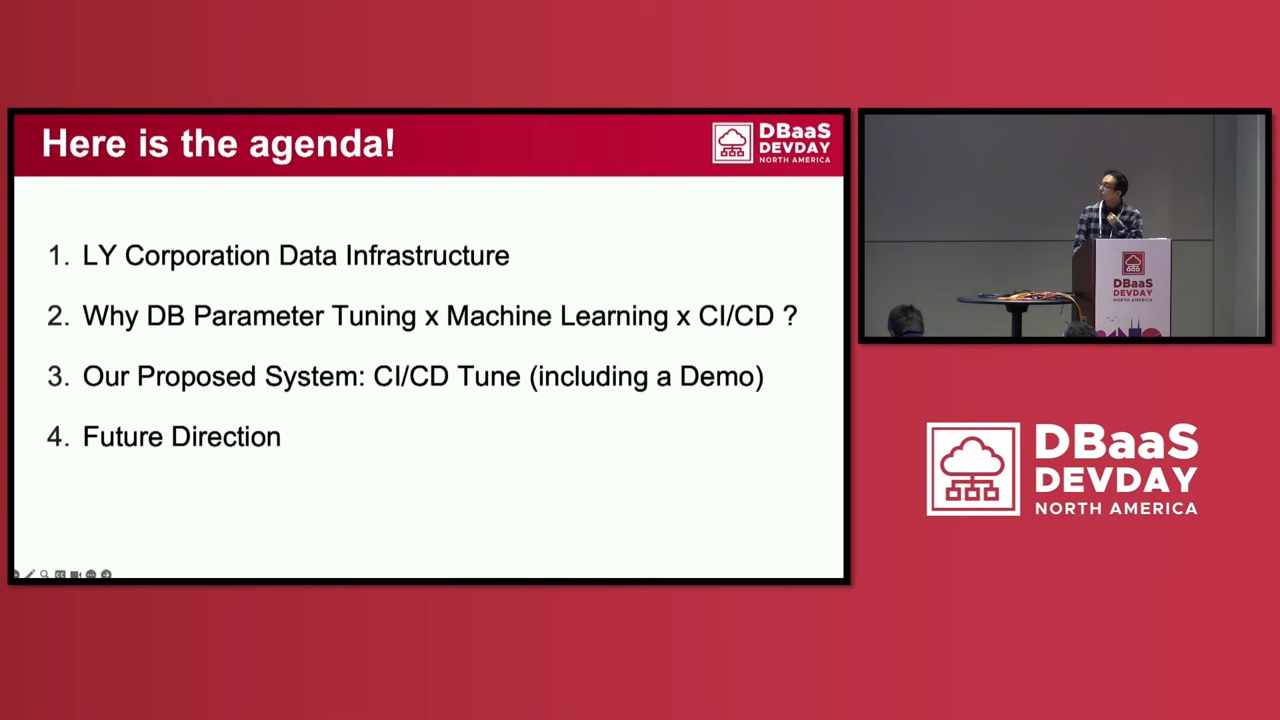 Here is the agenda!
DBaaS
DEVDAY
NORTH AMERICA
1. LY Corporation Data Infrastructure
2. Why DB Parameter Tuning x Machine Learning x CI/CD ?
3. Our Proposed System: CI/CD Tune (including a Demo)
4. Future Direction
DBaaS
DEVDAY
NORTH AMERICA
DBaaS
DEVDAY
NORTH AMERICA